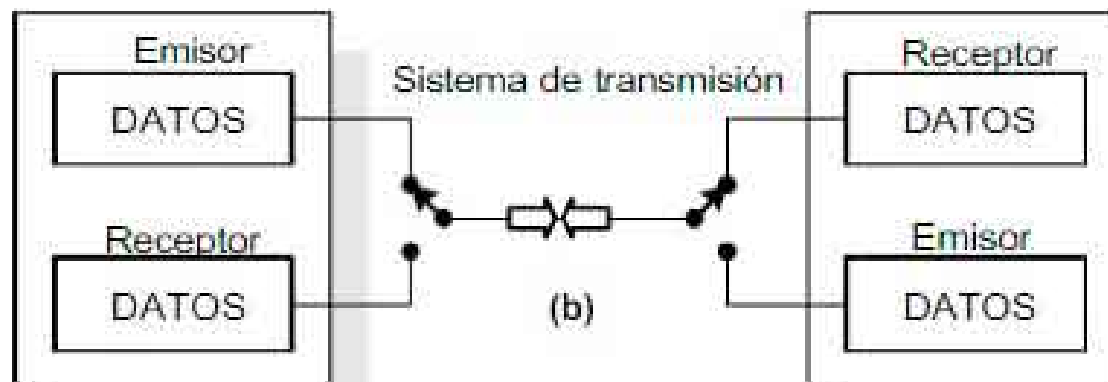 Emisor
DATOS
Receptor
DATOS
Sistema de transmisión
(b)
Receptor
DATOS
Emisor
DATOS